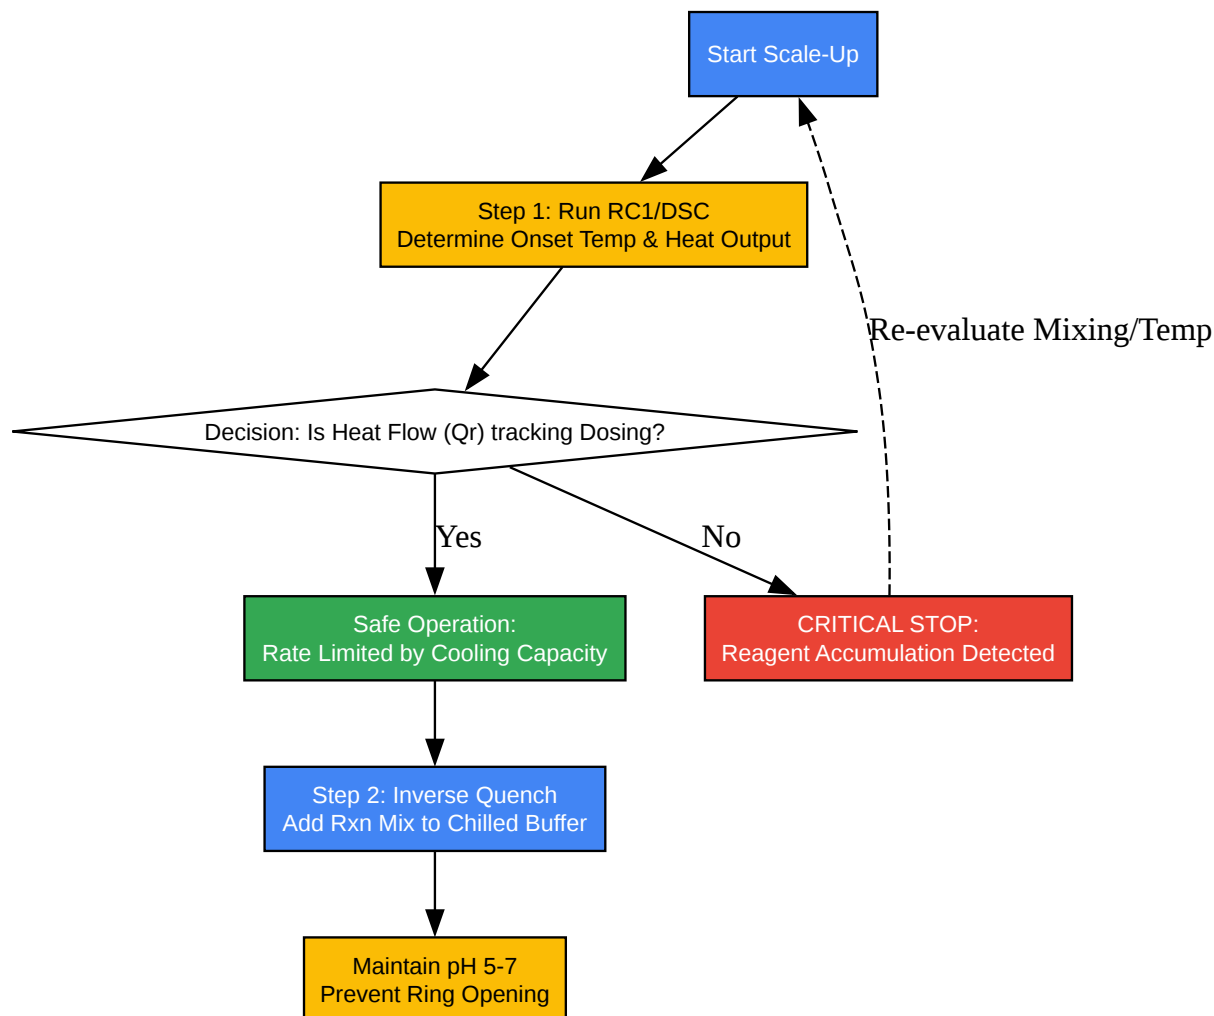 Start Scale-Up
Step 1: Run RC1/DSC
Determine Onset Temp & Heat Output
Re-evaluate Mixing/Temp
Decision: Is Heat Flow (Qr) tracking Dosing?
Yes
No
Safe Operation:
Rate Limited by Cooling Capacity
CRITICAL STOP:
Reagent Accumulation Detected
Step 2: Inverse Quench
Add Rxn Mix to Chilled Buffer
Maintain pH 5-7
Prevent Ring Opening